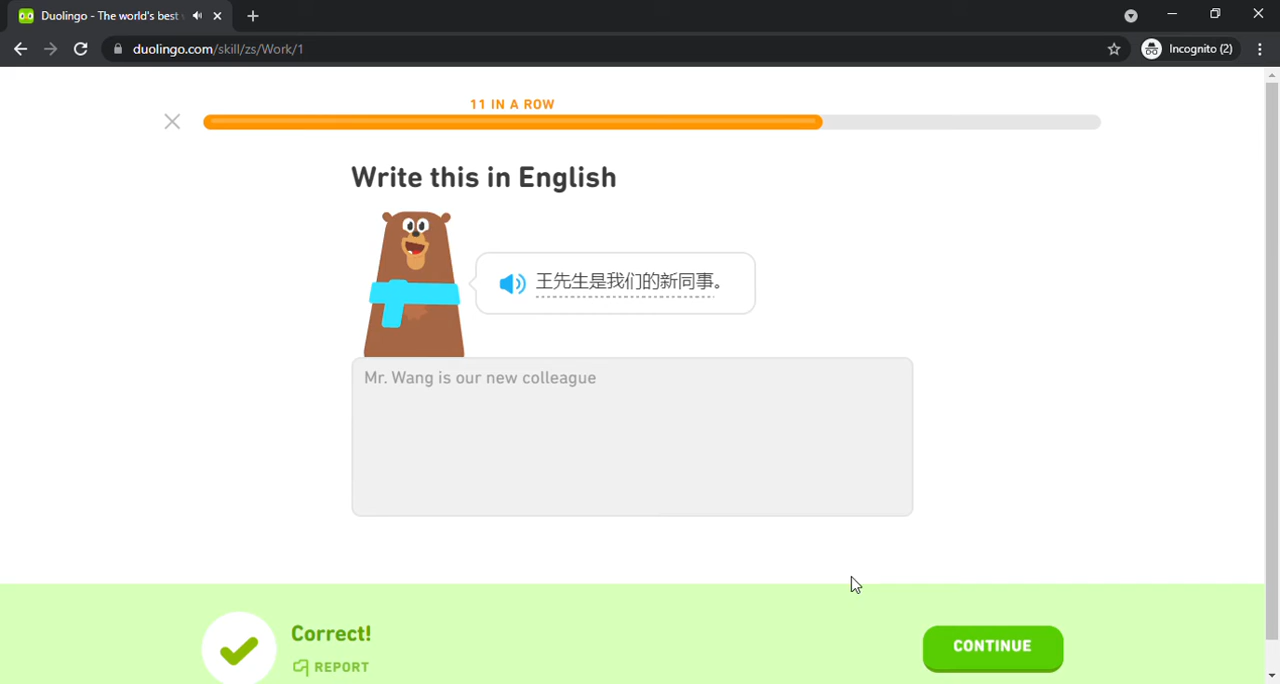 Duolingo - The world's best
duolingo.com/skill/zs/Work/1
Incognito (2)
11 IN A ROW
Write this in English
王先生是我们的新同事。
Mr. Wang is our new colleague
Correct!
REPORT
CONTINUE